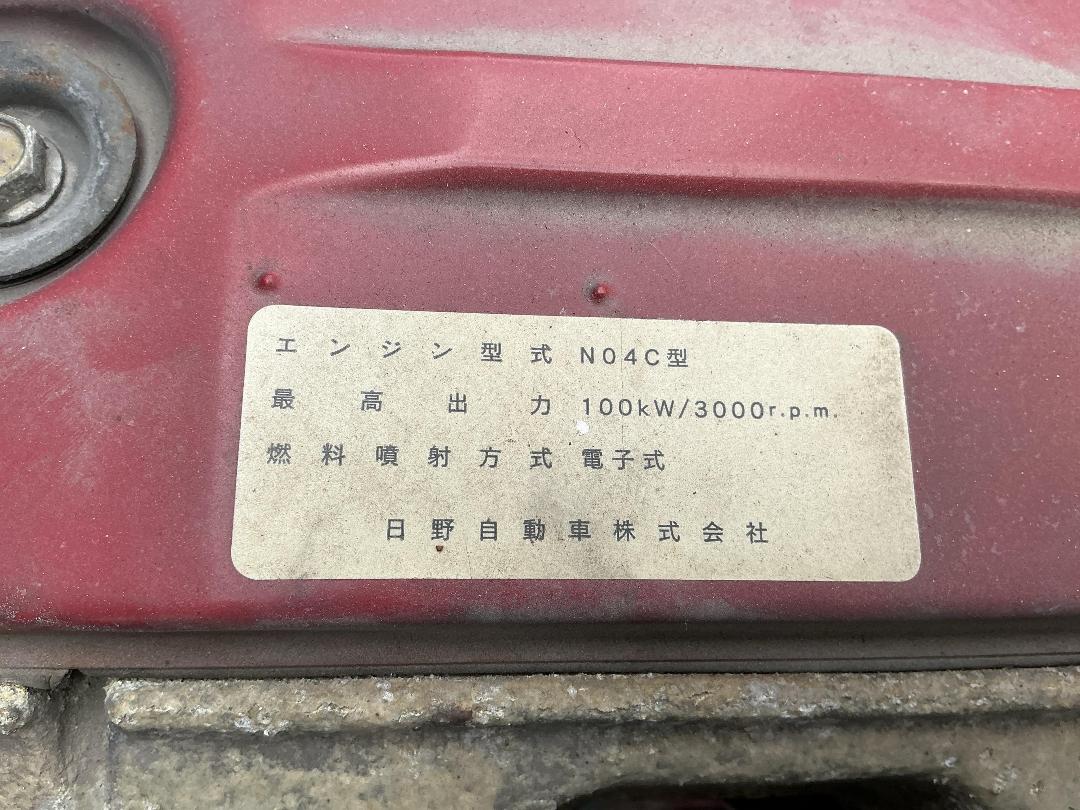 エンジン型式 N04C型
最高出力 100kW/3000r.p.m.
燃料噴射方式 電子式
日野自動車株式会社